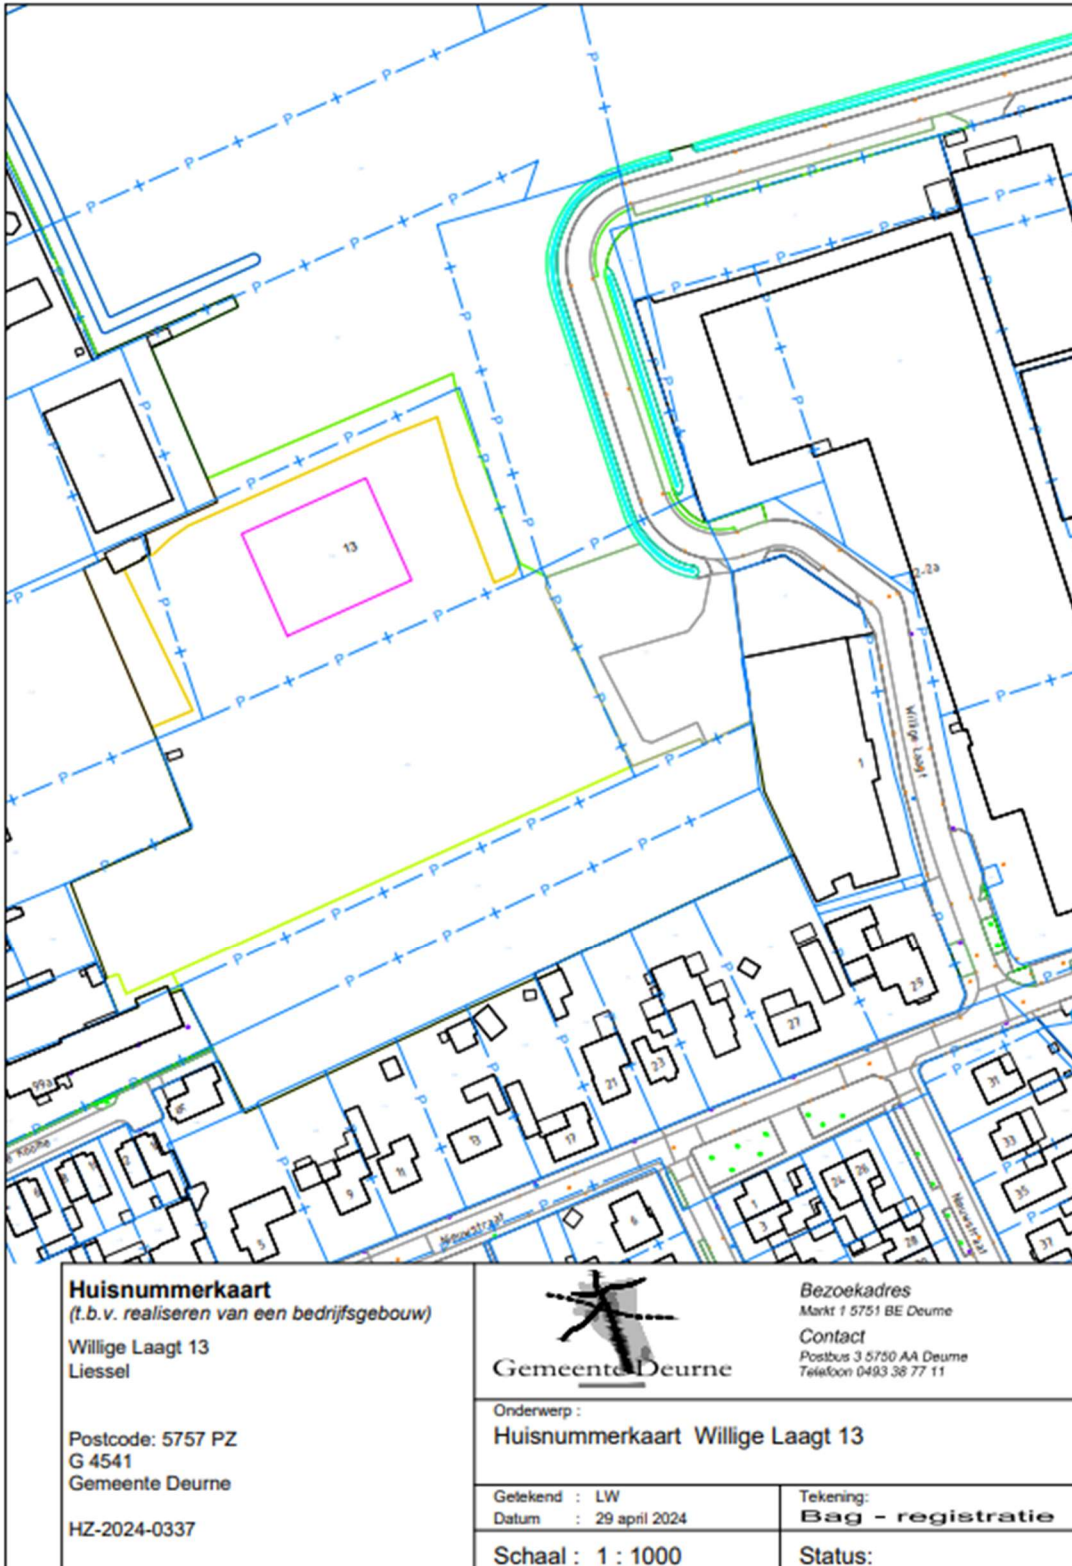 13
2-2a
Willige Laagt
1
29
27
23
21
17
13
11
9
5
99a
31
33
35
37
24
26
28
1
3
6
Nieuwstraat
Nieuwstraat
Huisnummerkaart
(t.b.v. realiseren van een bedrijfsgebouw)
Willige Laagt 13
Liessel
Postcode: 5757 PZ
G 4541
Gemeente Deurne
HZ-2024-0337
Gemeente Deurne
Bezoekadres
Markt 1 5751 BE Deurne
Contact
Postbus 3 5750 AA Deurne
Telefoon 0493 38 77 11
Onderwerp :
Huisnummerkaart Willige Laagt 13
Getekend : LW
Datum : 29 april 2024
Tekening:
Bag - registratie
Schaal : 1 : 1000
Status: